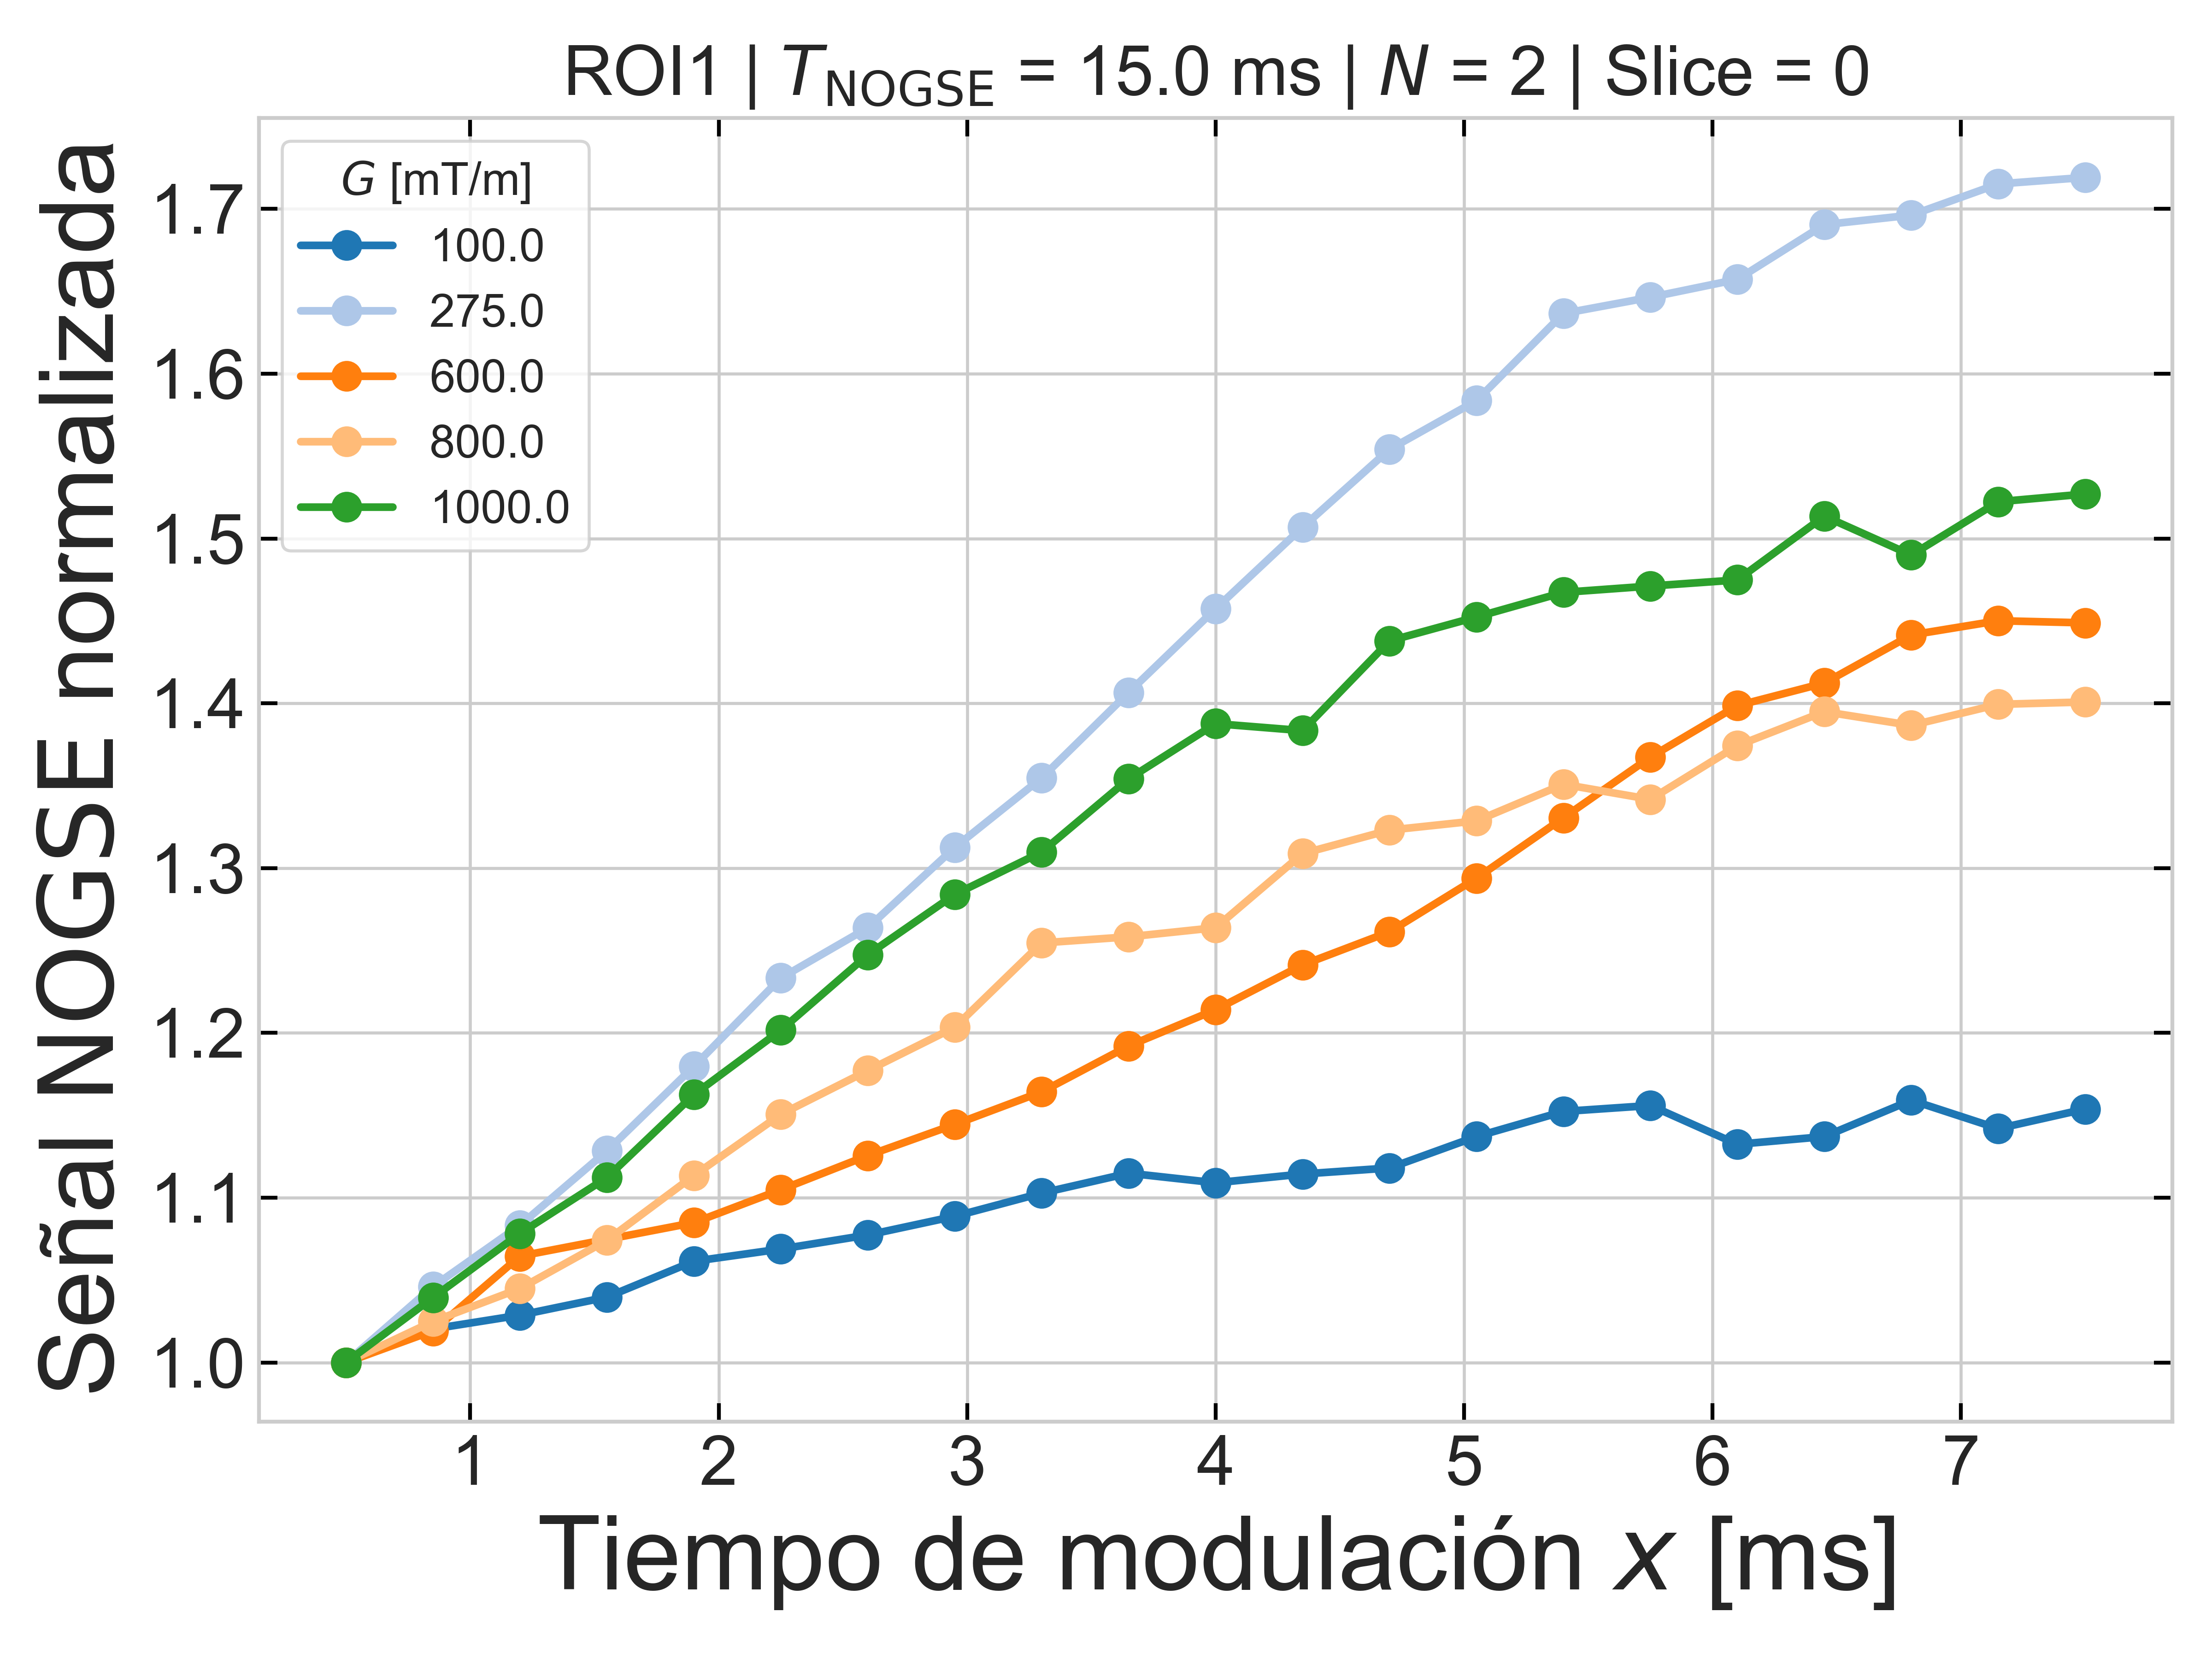 ROI1 | T_NOGSE = 15.0 ms | N = 2 | Slice = 0
Señal NOGSE normalizada
G [mT/m]
100.0
275.0
600.0
800.0
1000.0
1.7
1.6
1.5
1.4
1.3
1.2
1.1
1.0
1 2 3 4 5 6 7
Tiempo de modulación x [ms]